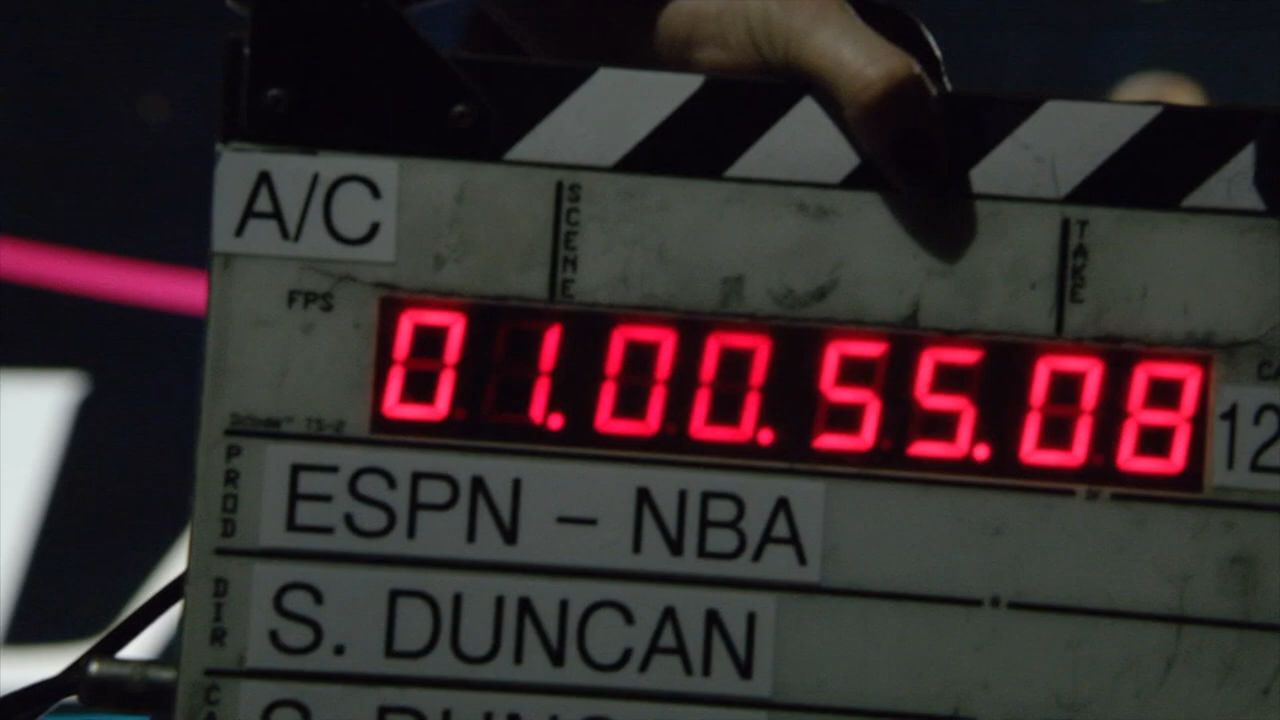 A/C
SCENE
TAKE
FPS
01.00.55.08
12
PROD
ESPN – NBA
DIR
S. DUNCAN